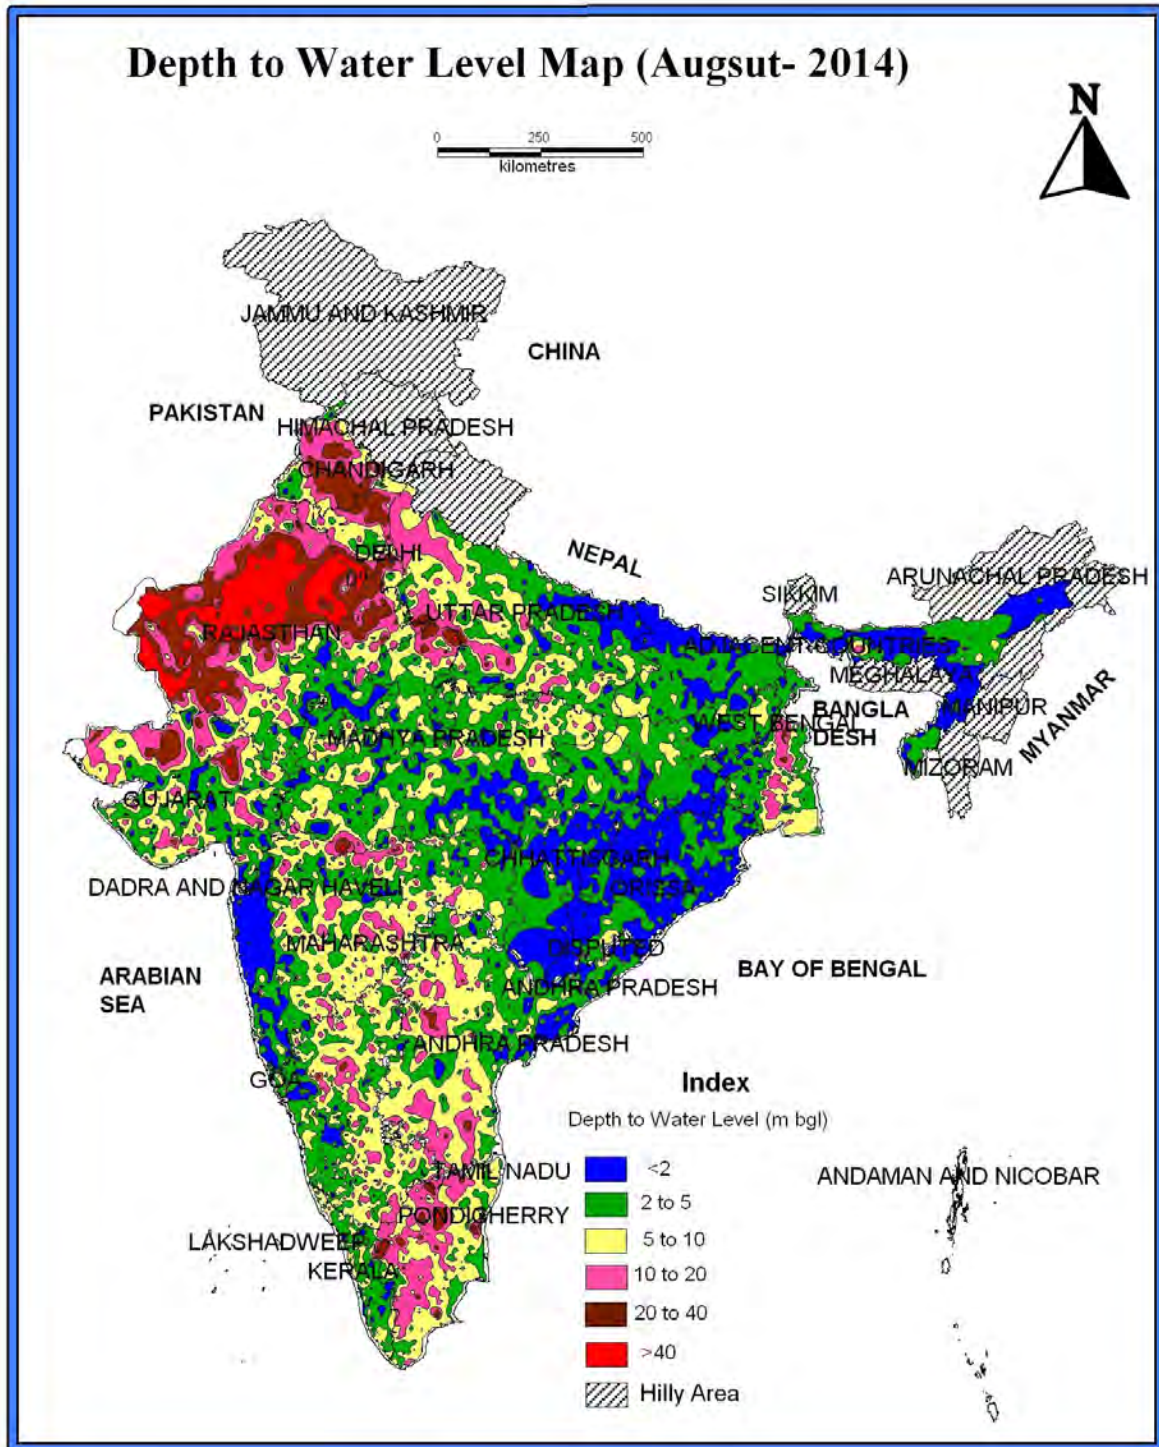 Depth to Water Level Map (Augsut- 2014)
N
0 250 500
kilometres
JAMMU AND KASHMIR
CHINA
PAKISTAN
HIMACHAL PRADESH
CHANDIGARH
DELHI
NEPAL
ARUNACHAL PRADESH
SIKKIM
UTTAR PRADESH
RAJASTHAN
ADJACENT COUNTRIES
MEGHALAYA
BANGLA
DESH
MANIPUR
MYANMAR
WEST BENGAL
MADHYA PRADESH
MIZORAM
GUJARAT
CHHATTISGARH
DADRA AND NAGAR HAVELI
ORISSA
MAHARASHTRA
DISPUTED
ARABIAN
SEA
BAY OF BENGAL
ANDHRA PRADESH
ANDHRA PRADESH
GOA
Index
Depth to Water Level (m bgl)
<2
2 to 5
5 to 10
10 to 20
20 to 40
>40
Hilly Area
TAMIL NADU
ANDAMAN AND NICOBAR
PONDICHERRY
LAKSHADWEEP
KERALA